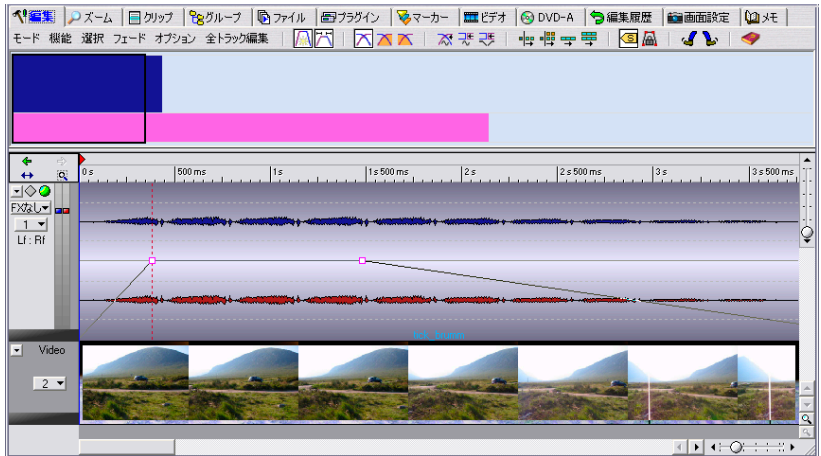 編集 ズーム クリップ グループ ファイル プラグイン マーカー ビデオ DVD-A 編集履歴 画面設定 メモ
モード 機能 選択 フェード オプション 全トラック編集
0 s 500 ms 1 s 1 s 500 ms 2 s 2 s 500 ms 3 s 3 s 500 ms
FXなし
1
Lf : Rf
Video
2